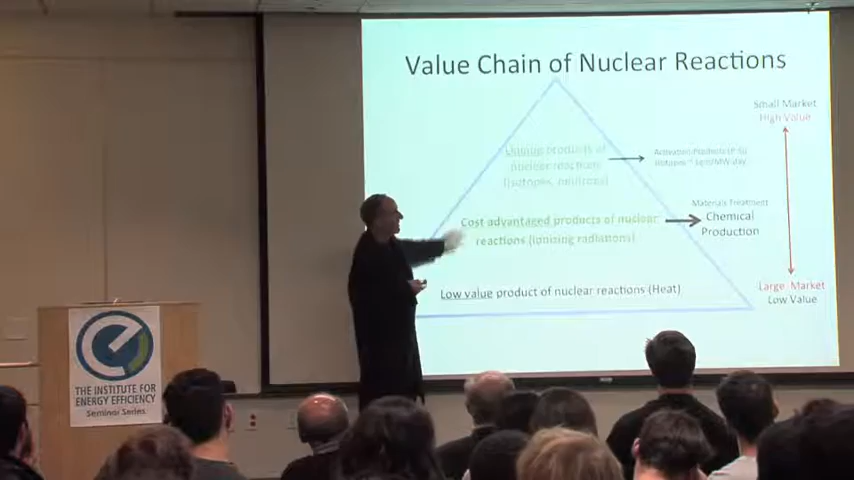 Value Chain of Nuclear Reactions
Small Market
High Value
Unique products of
nuclear reactions
(isotopes, neutrons)
Cost advantaged products of nuclear
reactions (ionizing radiations)
Materials Treatment
Chemical
Production
Low value product of nuclear reactions (Heat)
Large Market
Low Value
THE INSTITUTE FOR
ENERGY EFFICIENCY
Seminar Series